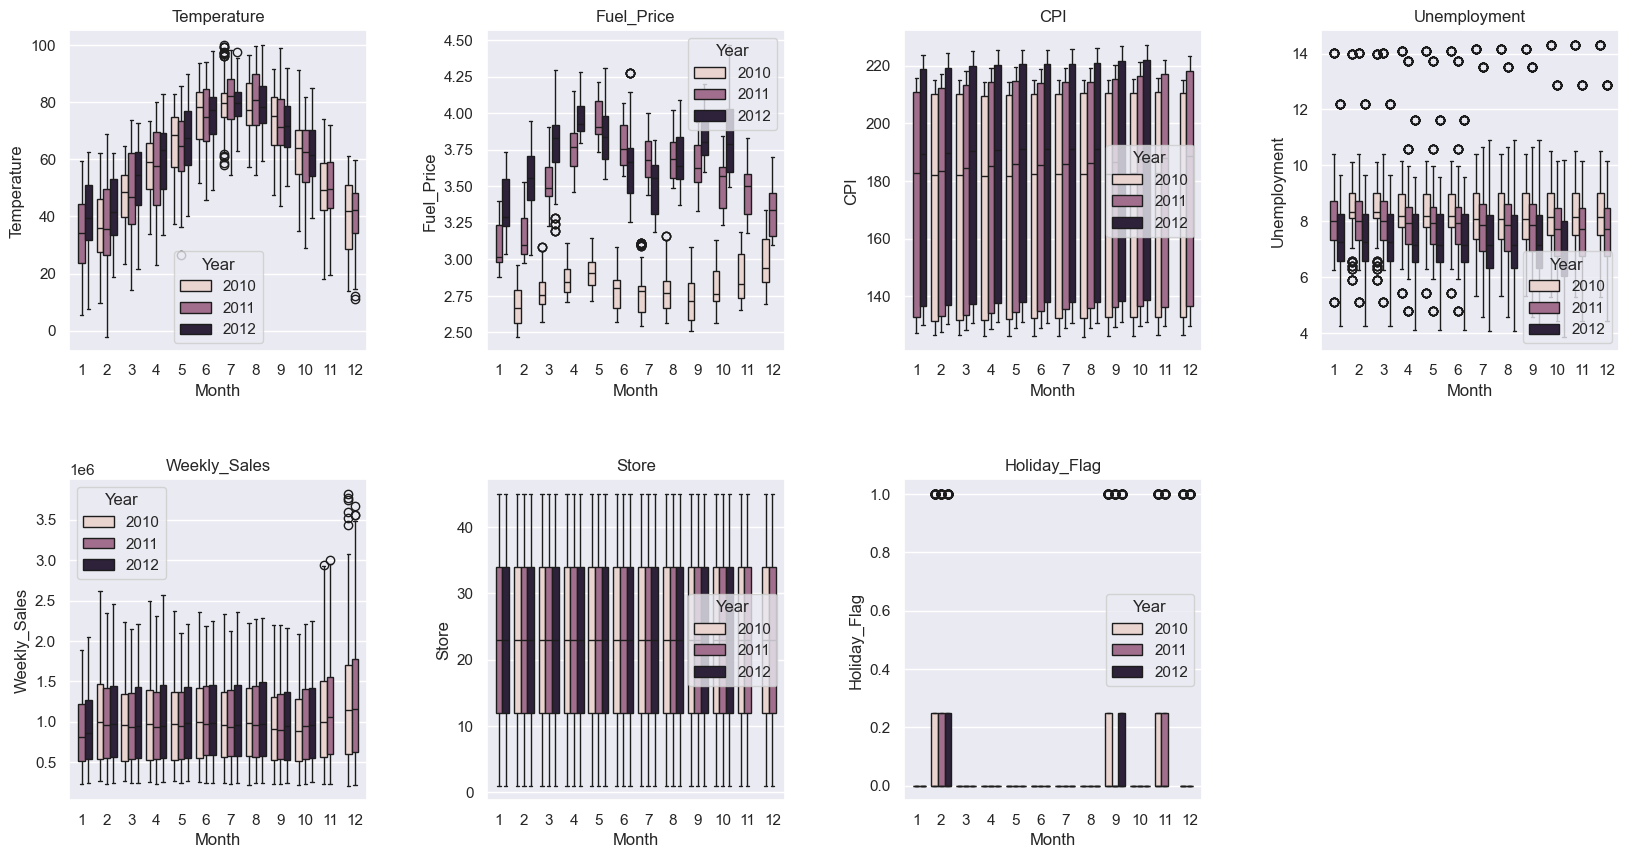 Temperature
Temperature
100
80
60
40
20
0
Year
2010
2011
2012
1 2 3 4 5 6 7 8 9 10 11 12
Month
Fuel_Price
Fuel_Price
4.50
4.25
4.00
3.75
3.50
3.25
3.00
2.75
2.50
Year
2010
2011
2012
1 2 3 4 5 6 7 8 9 10 11 12
Month
CPI
CPI
220
200
180
160
140
Year
2010
2011
2012
1 2 3 4 5 6 7 8 9 10 11 12
Month
Unemployment
Unemployment
14
12
10
8
6
4
Year
2010
2011
2012
1 2 3 4 5 6 7 8 9 10 11 12
Month
Weekly_Sales
1e6
Weekly_Sales
3.5
3.0
2.5
2.0
1.5
1.0
0.5
Year
2010
2011
2012
1 2 3 4 5 6 7 8 9 10 11 12
Month
Store
Store
40
30
20
10
0
Year
2010
2011
2012
1 2 3 4 5 6 7 8 9 10 11 12
Month
Holiday_Flag
Holiday_Flag
1.0
0.8
0.6
0.4
0.2
0.0
Year
2010
2011
2012
1 2 3 4 5 6 7 8 9 10 11 12
Month